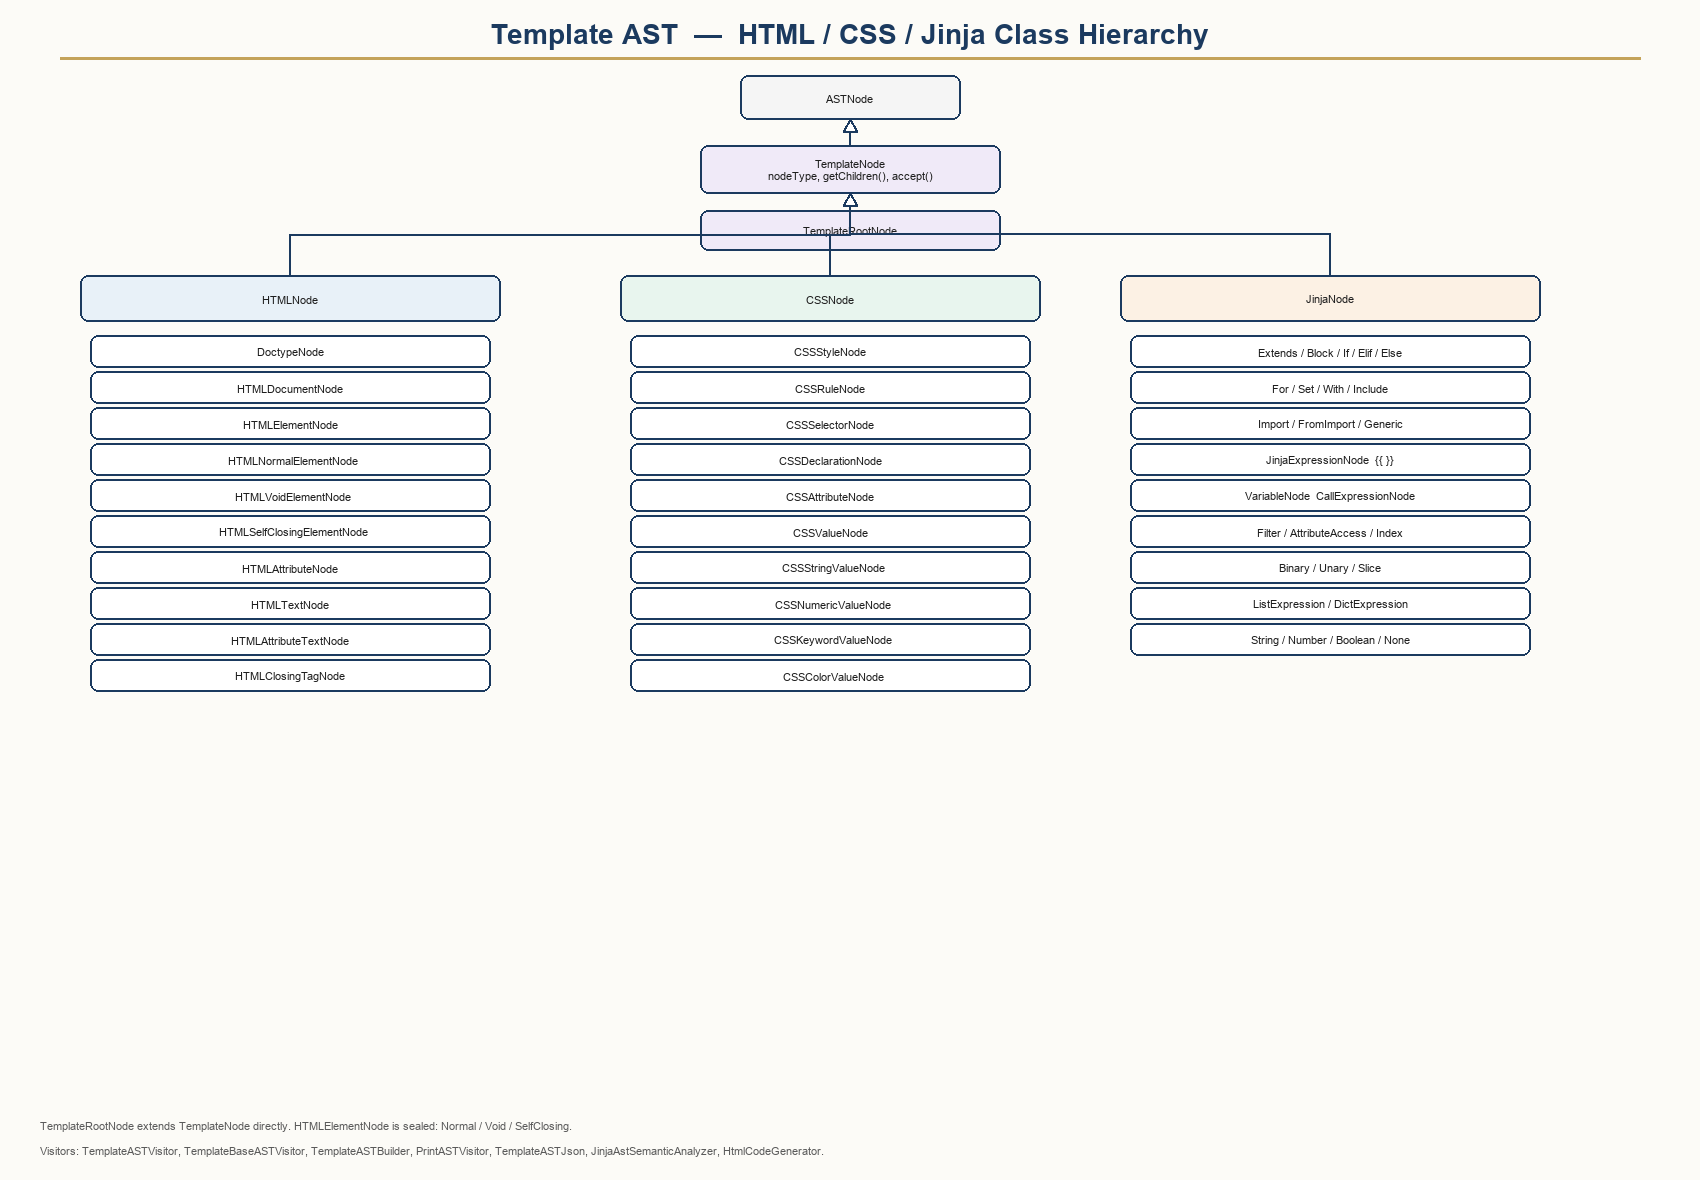 Template AST — HTML / CSS / Jinja Class Hierarchy
ASTNode
TemplateNode
nodeType, getChildren(), accept()
TemplateRootNode
HTMLNode
DoctypeNode
HTMLDocumentNode
HTMLElementNode
HTMLNormalElementNode
HTMLVoidElementNode
HTMLSelfClosingElementNode
HTMLAttributeNode
HTMLTextNode
HTMLAttributeTextNode
HTMLClosingTagNode
CSSNode
CSSStyleNode
CSSRuleNode
CSSSelectorNode
CSSDeclarationNode
CSSAttributeNode
CSSValueNode
CSSStringValueNode
CSSNumericValueNode
CSSKeywordValueNode
CSSColorValueNode
JinjaNode
Extends / Block / If / Elif / Else
For / Set / With / Include
Import / FromImport / Generic
JinjaExpressionNode {{ }}
VariableNode CallExpressionNode
Filter / AttributeAccess / Index
Binary / Unary / Slice
ListExpression / DictExpression
String / Number / Boolean / None
TemplateRootNode extends TemplateNode directly. HTMLElementNode is sealed: Normal / Void / SelfClosing.
Visitors: TemplateASTVisitor, TemplateBaseASTVisitor, TemplateASTBuilder, PrintASTVisitor, TemplateASTJson, JinjaAstSemanticAnalyzer, HtmlCodeGenerator.